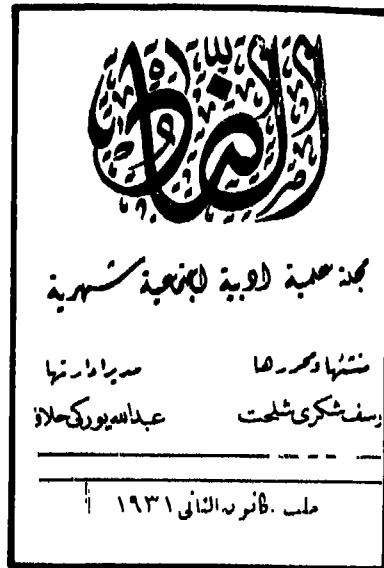 الضاد
مجلة علمية ادبية اجتماعية شهرية
منشئها ومحررها
مدير ادارتها
يوسف شكري شلحت
عبدالله يوركي حلاق
حلب . كانون الثاني ١٩٣١